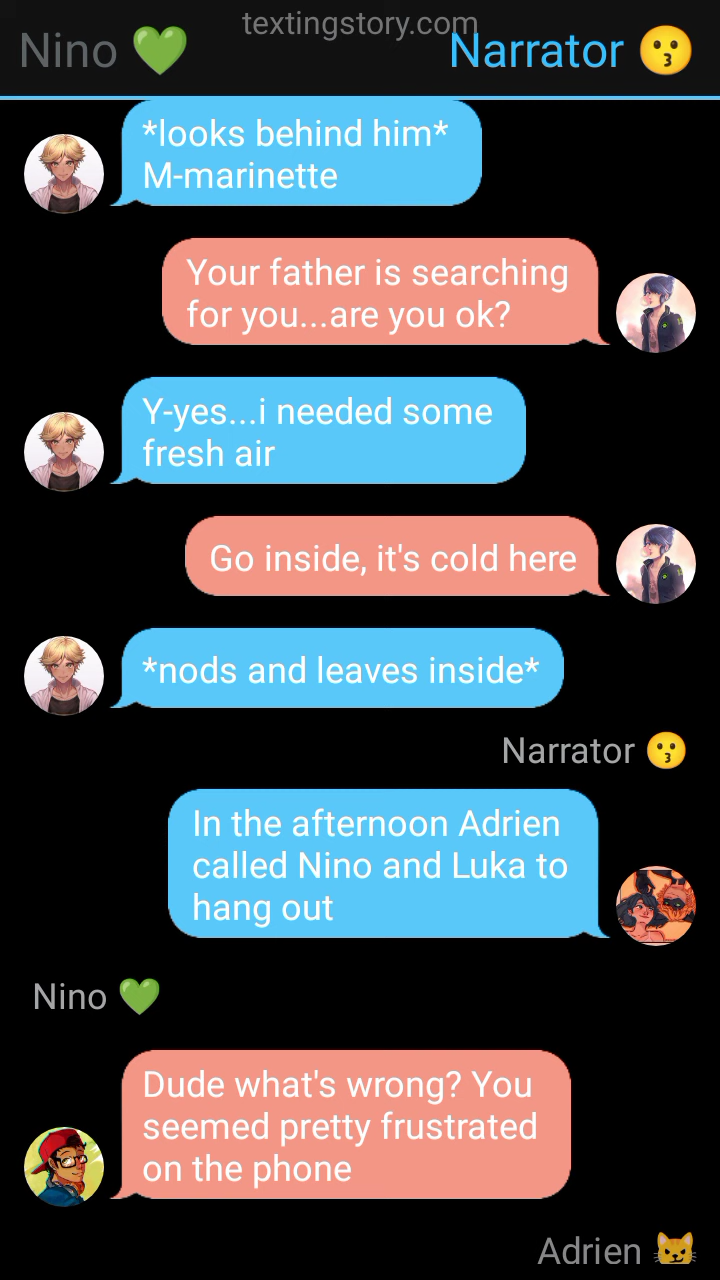 textingstory.com
Nino 💚
Narrator 😗
*looks behind him*
M-marinette
Your father is searching
for you...are you ok?
Y-yes...i needed some
fresh air
Go inside, it's cold here
*nods and leaves inside*
Narrator 😗
In the afternoon Adrien
called Nino and Luka to
hang out
Nino 💚
Dude what's wrong? You
seemed pretty frustrated
on the phone
Adrien 😼